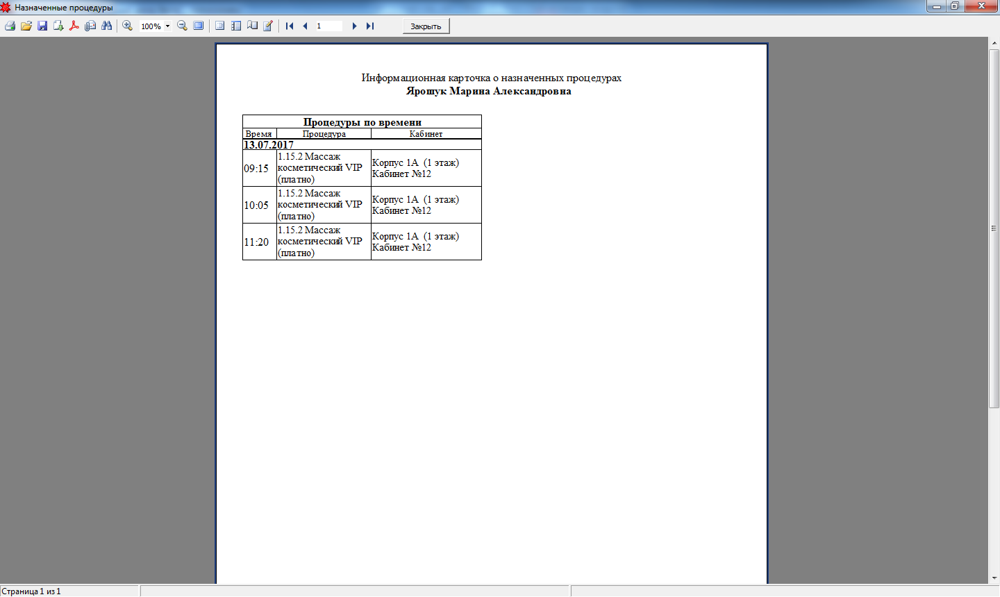 Назначенные процедуры
100%
1
Закрыть
Информационная карточка о назначенных процедурах
Ярошук Марина Александровна
Процедуры по времени
Время Процедура Кабинет
13.07.2017
09:15
1.15.2 Массаж
косметический VIP
(платно)
Корпус 1А (1 этаж)
Кабинет №12
10:05
1.15.2 Массаж
косметический VIP
(платно)
Корпус 1А (1 этаж)
Кабинет №12
11:20
1.15.2 Массаж
косметический VIP
(платно)
Корпус 1А (1 этаж)
Кабинет №12
Страница 1 из 1